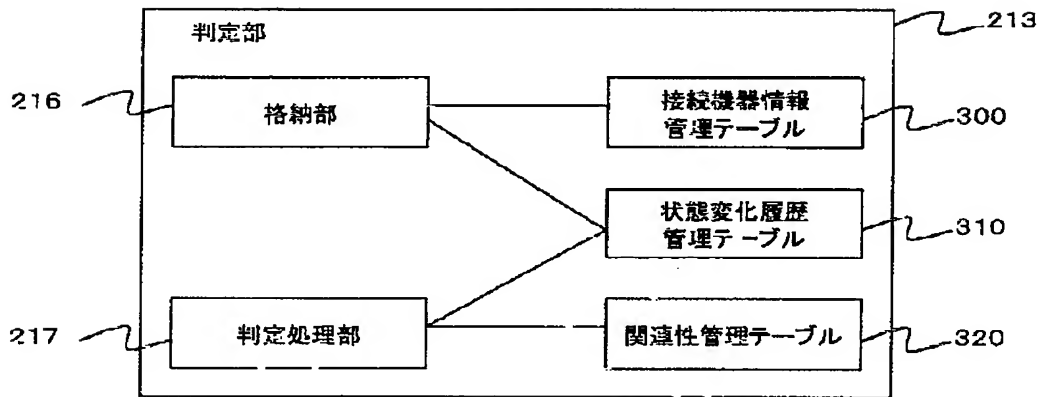 判定部
213
216
格納部
接続機器情報
管理テーブル
300
状態変化履歴
管理テーブル
310
217
判定処理部
関連性管理テーブル
320